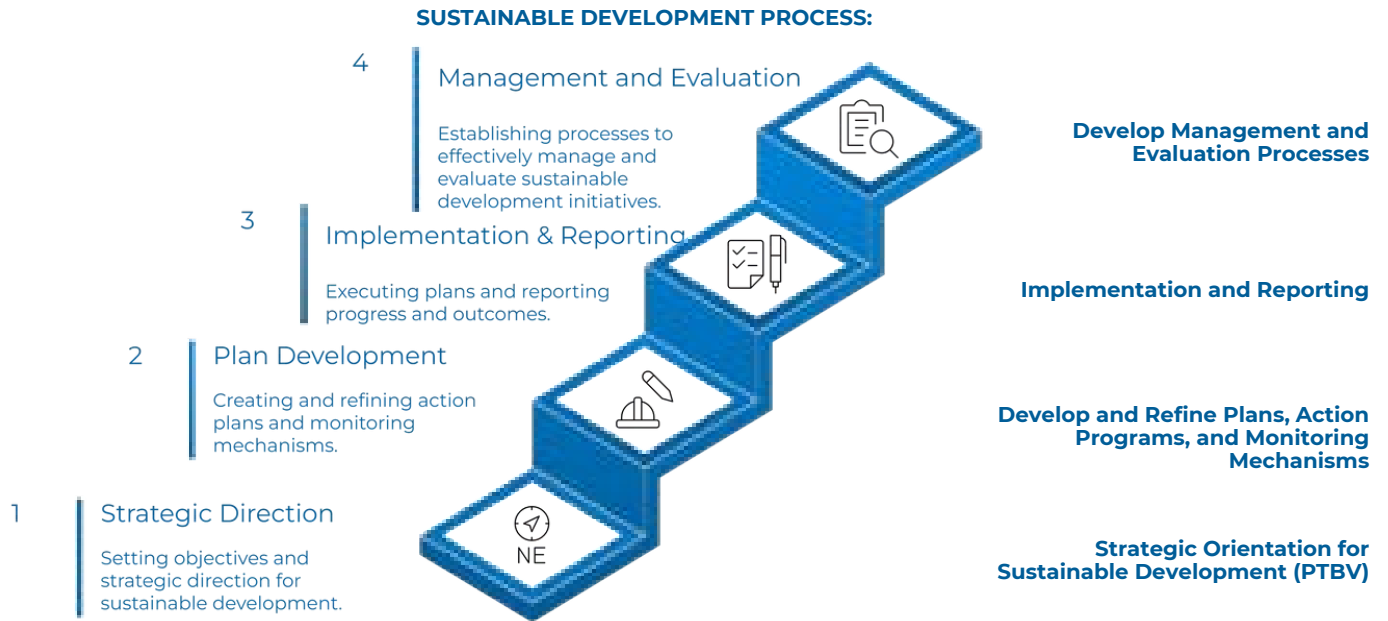 SUSTAINABLE DEVELOPMENT PROCESS:
4
Management and Evaluation
Establishing processes to
effectively manage and
evaluate sustainable
development initiatives.
Develop Management and
Evaluation Processes
3
Implementation & Reporting
Executing plans and reporting
progress and outcomes.
Implementation and Reporting
2
Plan Development
Creating and refining action
plans and monitoring
mechanisms.
Develop and Refine Plans, Action
Programs, and Monitoring
Mechanisms
1
Strategic Direction
Setting objectives and
strategic direction for
sustainable development.
NE
Strategic Orientation for
Sustainable Development (PTBV)